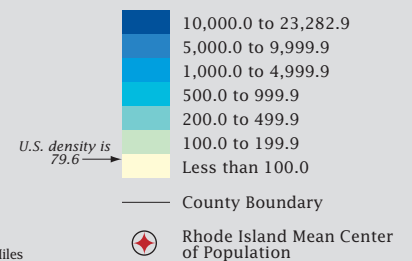 10,000.0 to 23,282.9
5,000.0 to 9,999.9
1,000.0 to 4,999.9
500.0 to 999.9
200.0 to 499.9
100.0 to 199.9
U.S. density is
79.6
Less than 100.0
County Boundary
Rhode Island Mean Center
of Population